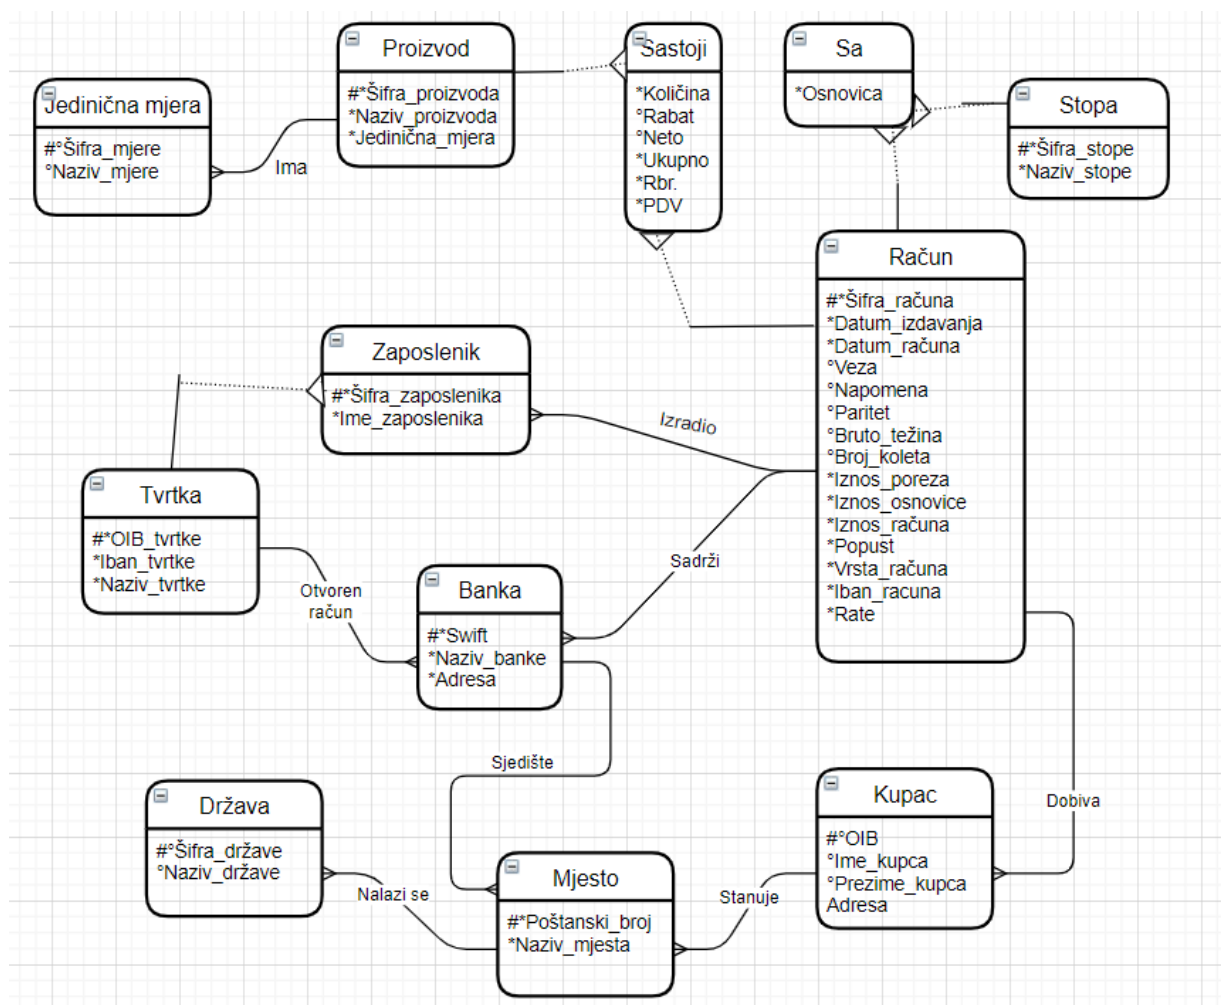 Proizvod
#*Šifra_proizvoda
*Naziv_proizvoda
*Jedinična_mjera
Sastoji
*Količina
°Rabat
°Neto
*Ukupno
*Rbr.
*PDV
Sa
*Osnovica
Stopa
#*Šifra_stope
*Naziv_stope
Jedinična mjera
#°Šifra_mjere
°Naziv_mjere
Ima
Račun
#*Šifra_računa
*Datum_izdavanja
*Datum_računa
°Veza
°Napomena
°Paritet
°Bruto_težina
°Broj_koleta
*Iznos_poreza
*Iznos_osnovice
*Iznos_računa
*Popust
*Vrsta_računa
*Iban_racuna
*Rate
Zaposlenik
#*Šifra_zaposlenika
*Ime_zaposlenika
Izradio
Tvrtka
#*OIB_tvrtke
*Iban_tvrtke
*Naziv_tvrtke
Otvoren
račun
Sadrži
Banka
#*Swift
*Naziv_banke
*Adresa
Sjedište
Država
#°Šifra_države
°Naziv_države
Nalazi se
Mjesto
#*Poštanski_broj
*Naziv_mjesta
Stanuje
Kupac
#°OIB
°Ime_kupca
°Prezime_kupca
Adresa
Dobiva